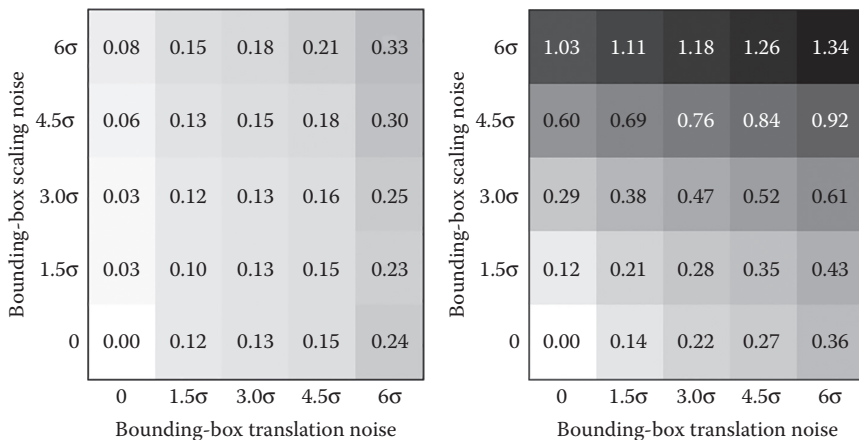 Bounding-box scaling noise
6σ 0.08 0.15 0.18 0.21 0.33
4.5σ 0.06 0.13 0.15 0.18 0.30
3.0σ 0.03 0.12 0.13 0.16 0.25
1.5σ 0.03 0.10 0.13 0.15 0.23
0 0.00 0.12 0.13 0.15 0.24
0 1.5σ 3.0σ 4.5σ 6σ
Bounding-box translation noise
Bounding-box scaling noise
6σ 1.03 1.11 1.18 1.26 1.34
4.5σ 0.60 0.69 0.76 0.84 0.92
3.0σ 0.29 0.38 0.47 0.52 0.61
1.5σ 0.12 0.21 0.28 0.35 0.43
0 0.00 0.14 0.22 0.27 0.36
0 1.5σ 3.0σ 4.5σ 6σ
Bounding-box translation noise